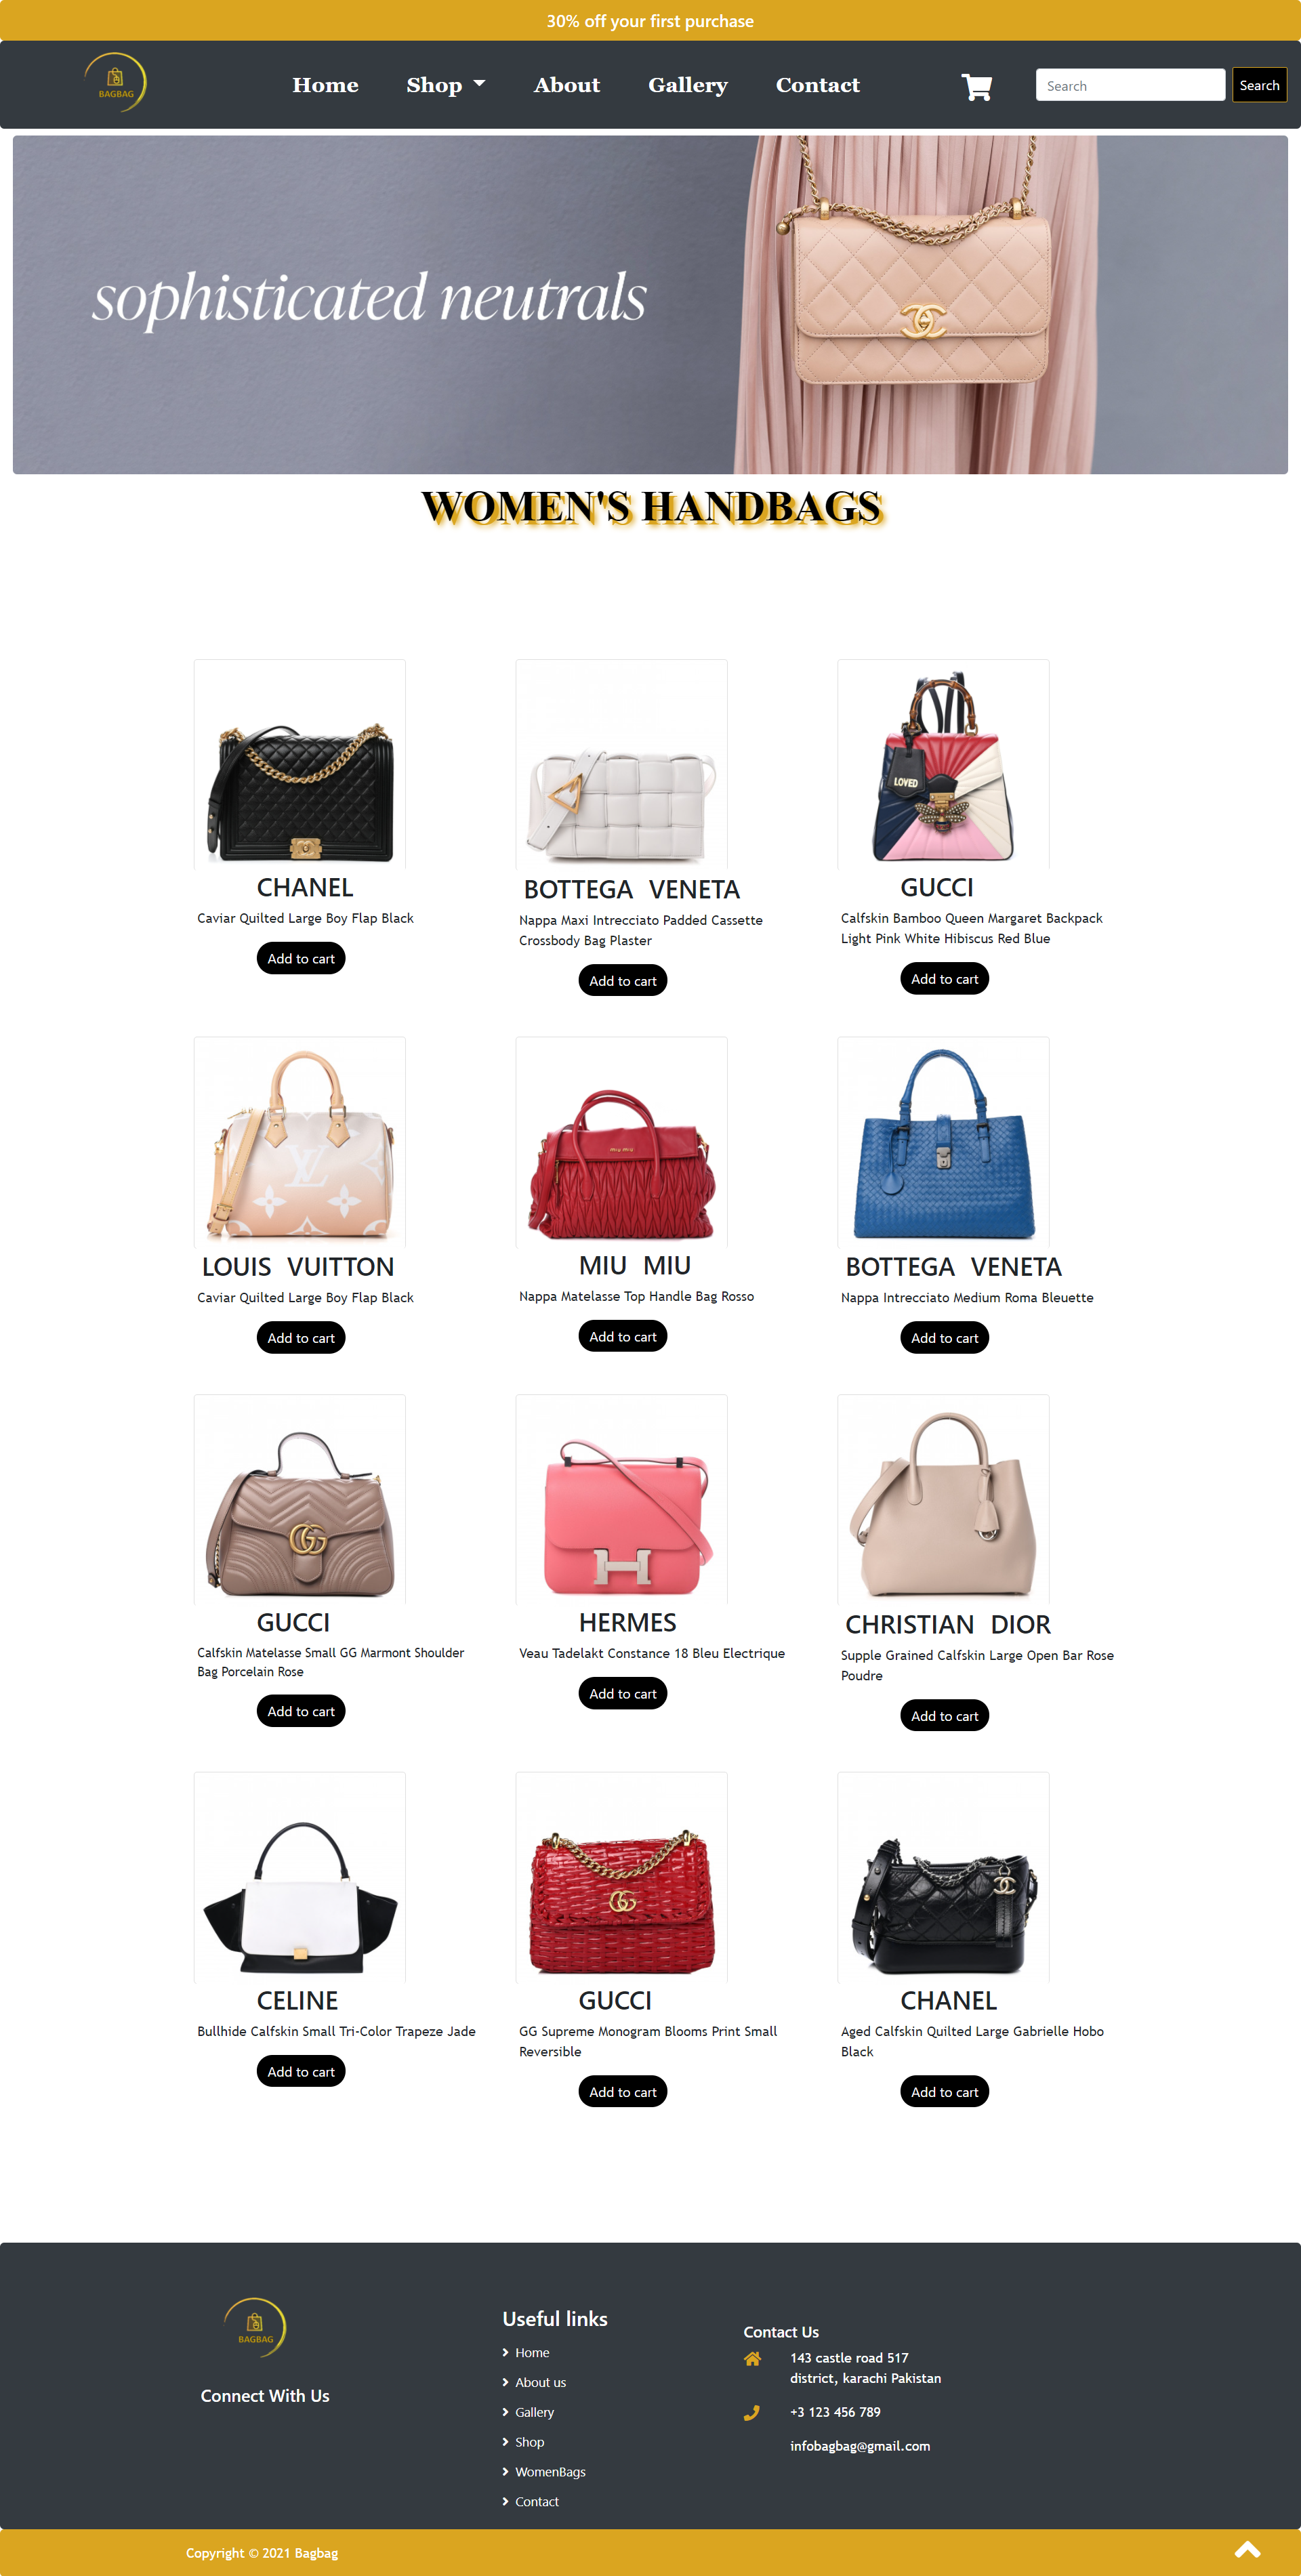 30% off your first purchase
BAGBAG
Home Shop About Gallery Contact
Search Search
sophisticated neutrals
WOMEN'S HANDBAGS
LOVED
CHANEL
Caviar Quilted Large Boy Flap Black
Add to cart
BOTTEGA VENETA
Nappa Maxi Intrecciato Padded Cassette
Crossbody Bag Plaster
Add to cart
GUCCI
Calfskin Bamboo Queen Margaret Backpack
Light Pink White Hibiscus Red Blue
Add to cart
LV
LOUIS VUITTON
Caviar Quilted Large Boy Flap Black
Add to cart
miu miu
MIU MIU
Nappa Matelasse Top Handle Bag Rosso
Add to cart
BOTTEGA VENETA
Nappa Intrecciato Medium Roma Bleuette
Add to cart
GUCCI
Calfskin Matelasse Small GG Marmont Shoulder
Bag Porcelain Rose
Add to cart
HERMES
Veau Tadelakt Constance 18 Bleu Electrique
Add to cart
CHRISTIAN DIOR
Supple Grained Calfskin Large Open Bar Rose
Poudre
Add to cart
CELINE
Bullhide Calfskin Small Tri-Color Trapeze Jade
Add to cart
GUCCI
GG Supreme Monogram Blooms Print Small
Reversible
Add to cart
CHANEL
Aged Calfskin Quilted Large Gabrielle Hobo
Black
Add to cart
BAGBAG
Connect With Us
Useful links
Home
About us
Gallery
Shop
WomenBags
Contact
Contact Us
143 castle road 517
district, karachi Pakistan
+3 123 456 789
infobagbag@gmail.com
Copyright © 2021 Bagbag